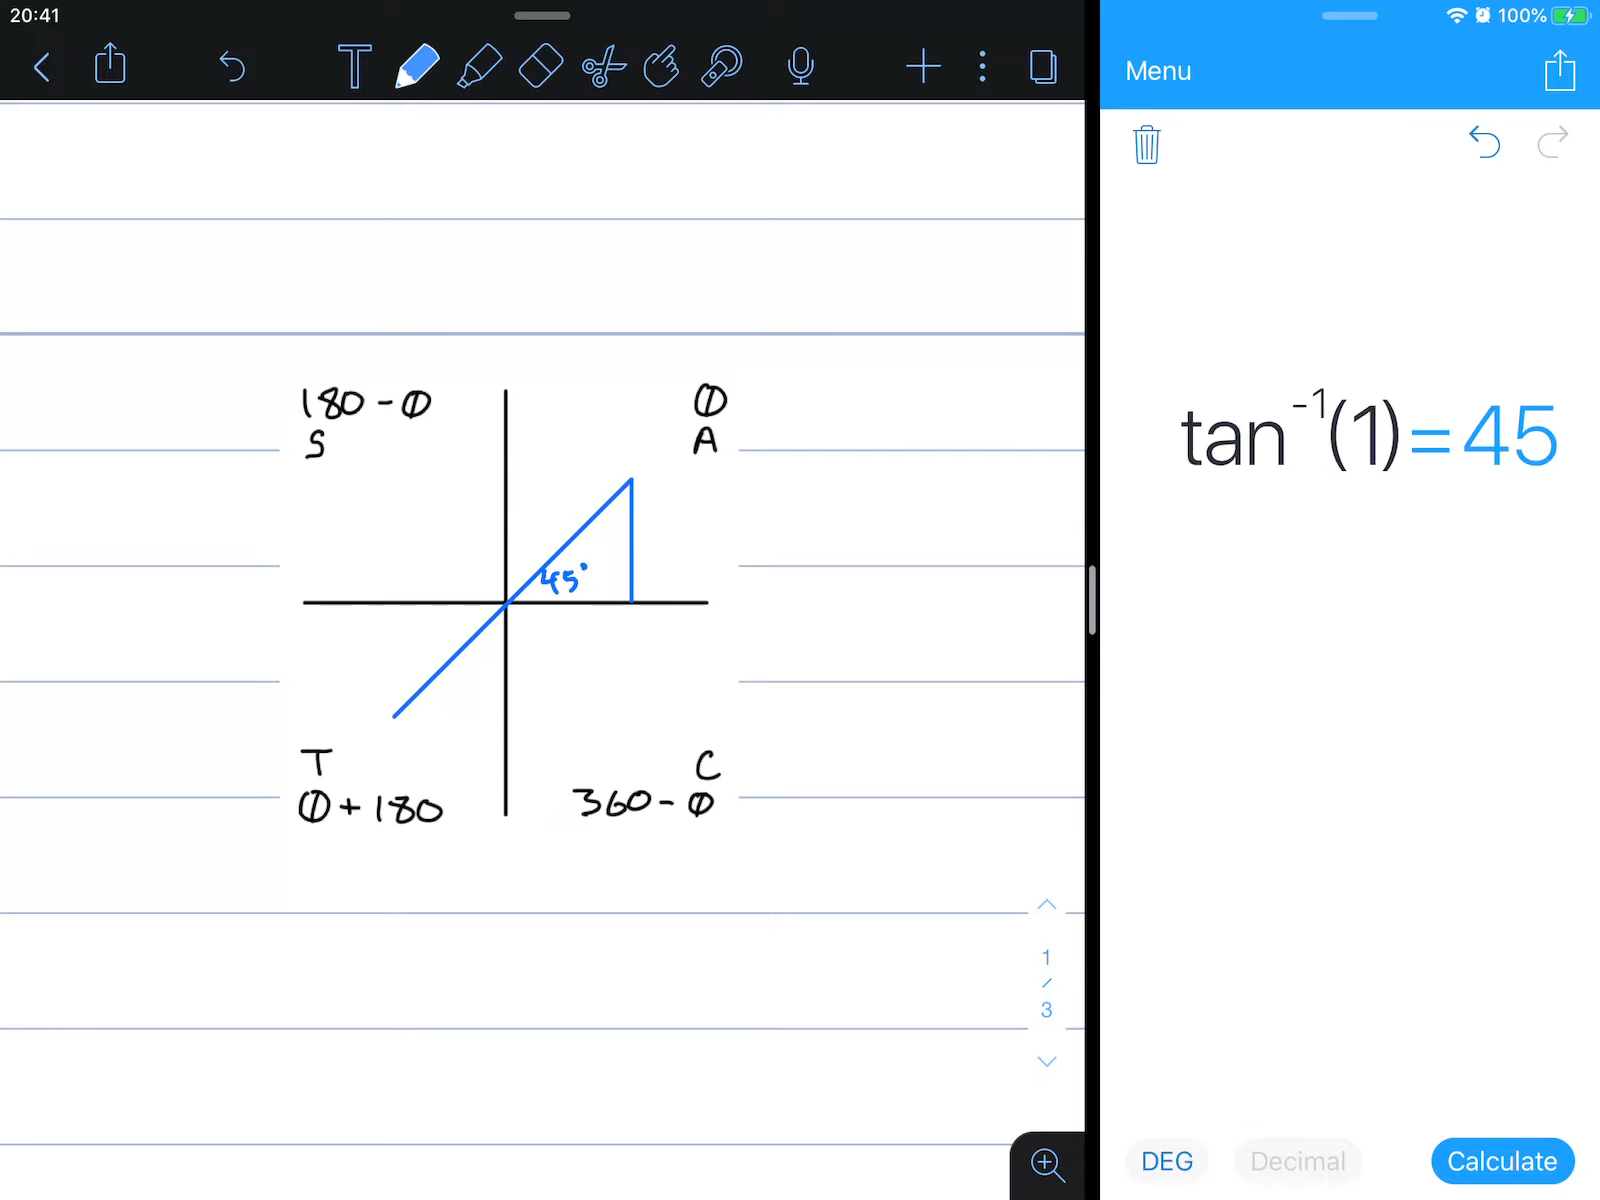 20:41
100%
Menu
180 - θ
θ
S
A
tan⁻¹(1)=45
45°
T
C
θ + 180
360 - θ
1
/
3
DEG
Decimal
Calculate